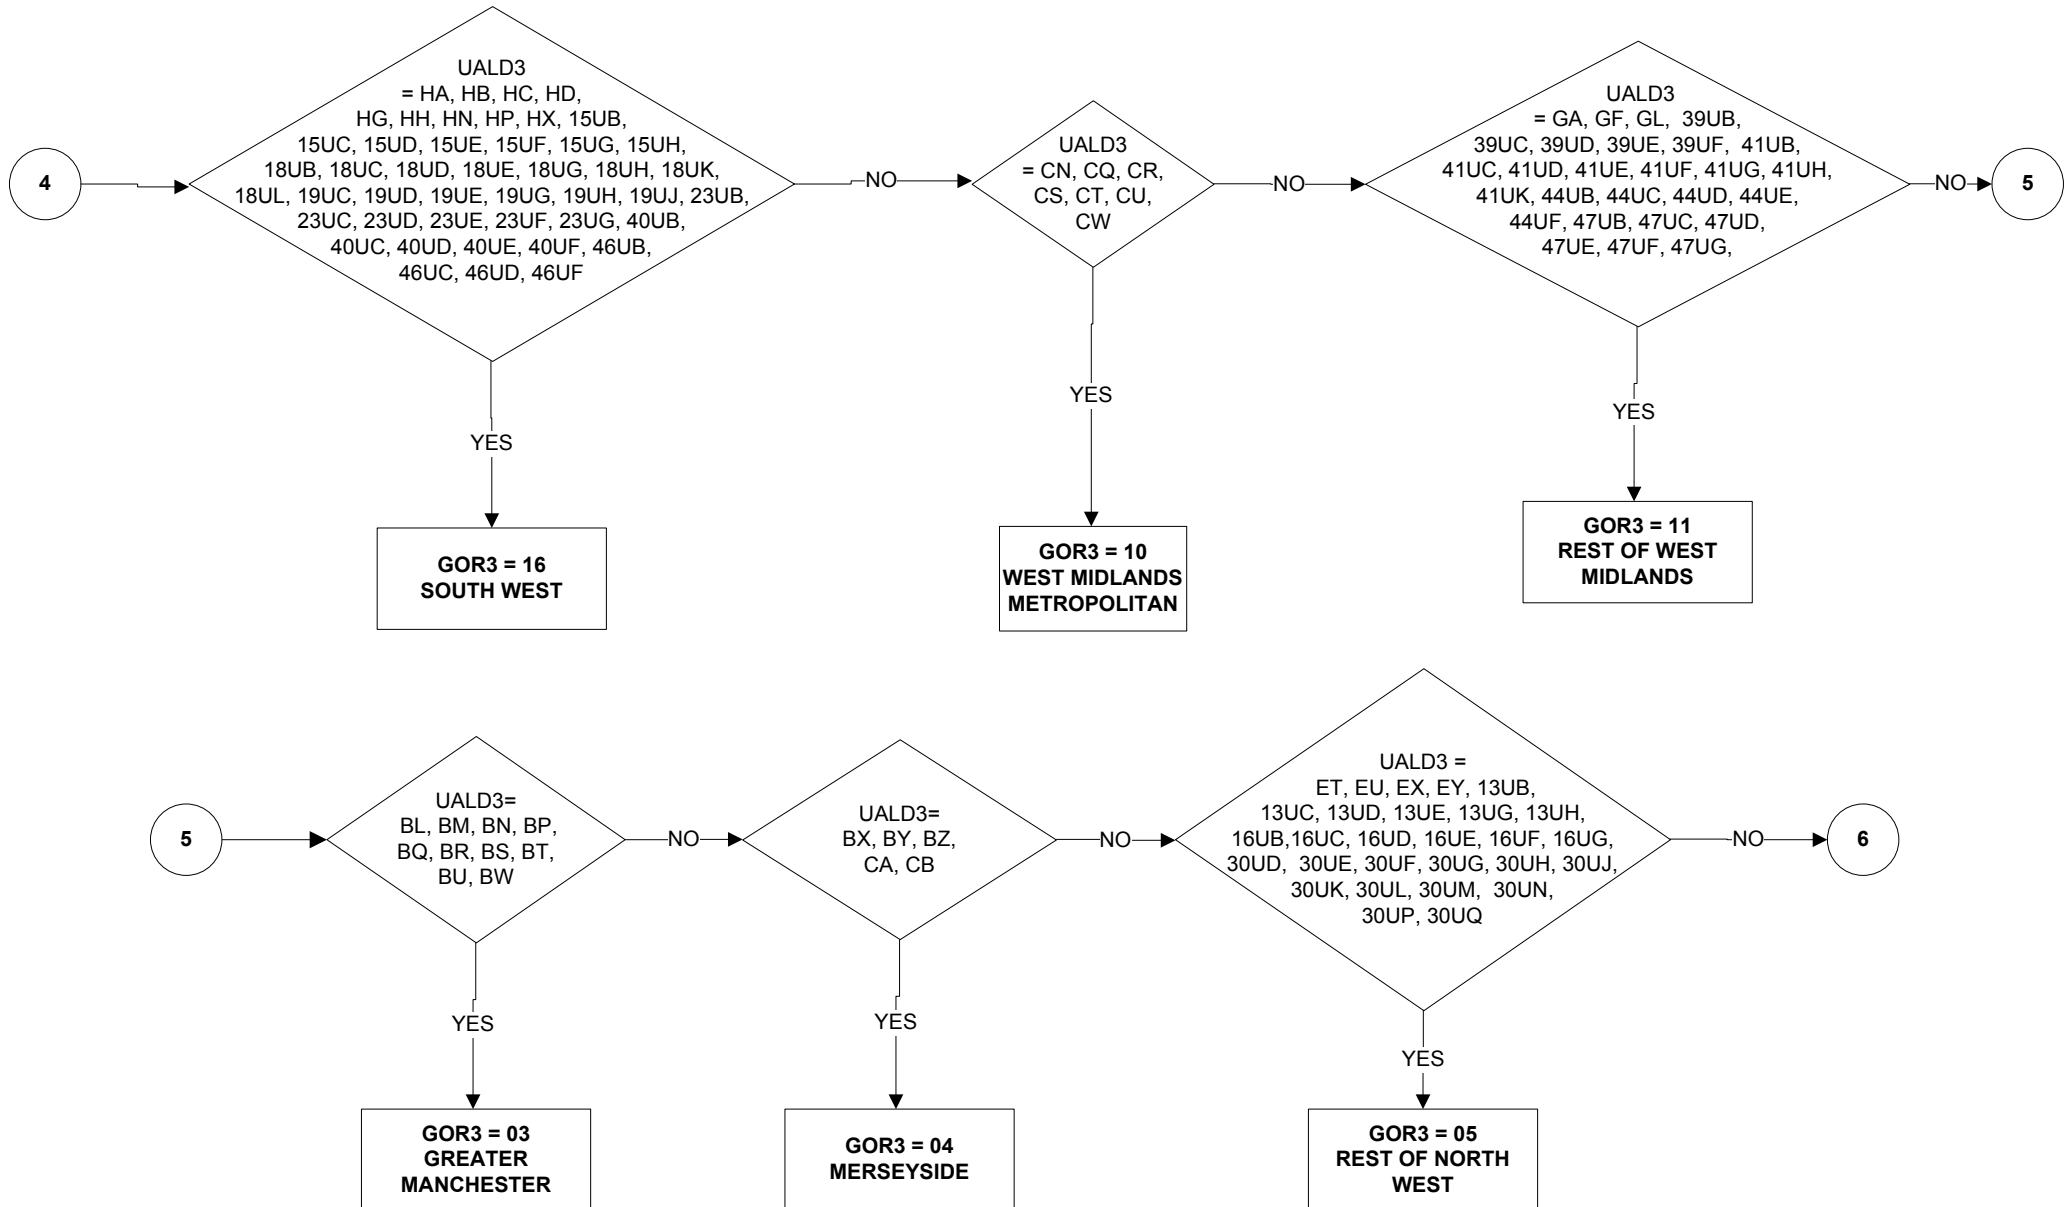 4
UALD3
= HA, HB, HC, HD,
HG, HH, HN, HP, HX, 15UB,
15UC, 15UD, 15UE, 15UF, 15UG, 15UH,
18UB, 18UC, 18UD, 18UE, 18UG, 18UH, 18UK,
18UL, 19UC, 19UD, 19UE, 19UG, 19UH, 19UJ, 23UB,
23UC, 23UD, 23UE, 23UF, 23UG, 40UB,
40UC, 40UD, 40UE, 40UF, 46UB,
46UC, 46UD, 46UF
NO
YES
GOR3 = 16
SOUTH WEST
UALD3
= CN, CQ, CR,
CS, CT, CU,
CW
NO
YES
GOR3 = 10
WEST MIDLANDS
METROPOLITAN
UALD3
= GA, GF, GL, 39UB,
39UC, 39UD, 39UE, 39UF, 41UB,
41UC, 41UD, 41UE, 41UF, 41UG, 41UH,
41UK, 44UB, 44UC, 44UD, 44UE,
44UF, 47UB, 47UC, 47UD,
47UE, 47UF, 47UG,
NO
5
YES
GOR3 = 11
REST OF WEST
MIDLANDS
5
UALD3=
BL, BM, BN, BP,
BQ, BR, BS, BT,
BU, BW
NO
YES
GOR3 = 03
GREATER
MANCHESTER
UALD3=
BX, BY, BZ,
CA, CB
NO
YES
GOR3 = 04
MERSEYSIDE
UALD3 =
ET, EU, EX, EY, 13UB,
13UC, 13UD, 13UE, 13UG, 13UH,
16UB,16UC, 16UD, 16UE, 16UF, 16UG,
30UD, 30UE, 30UF, 30UG, 30UH, 30UJ,
30UK, 30UL, 30UM, 30UN,
30UP, 30UQ
NO
6
YES
GOR3 = 05
REST OF NORTH
WEST